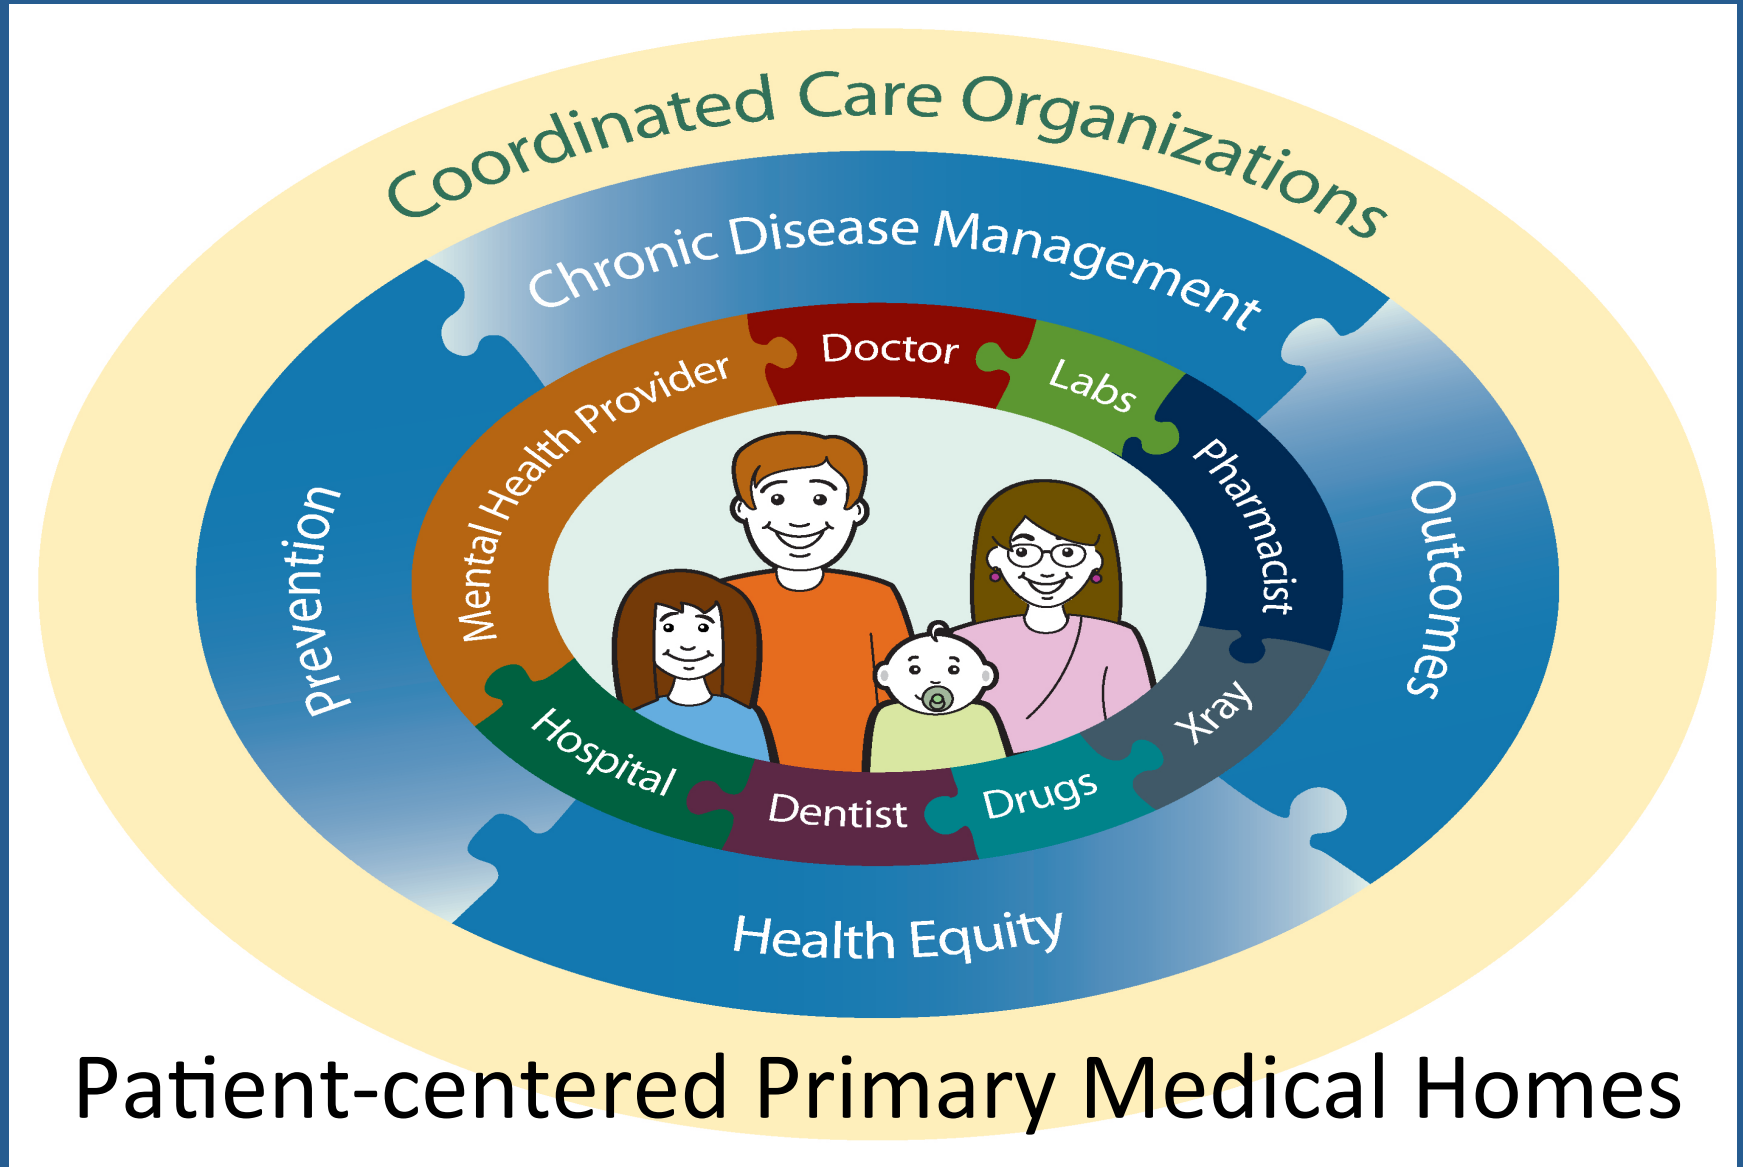 Coordinated Care Organizations
Chronic Disease Management
Prevention
Outcomes
Health Equity
Mental Health Provider
Doctor
Labs
Pharmacist
Xray
Drugs
Dentist
Hospital
Patient-centered Primary Medical Homes